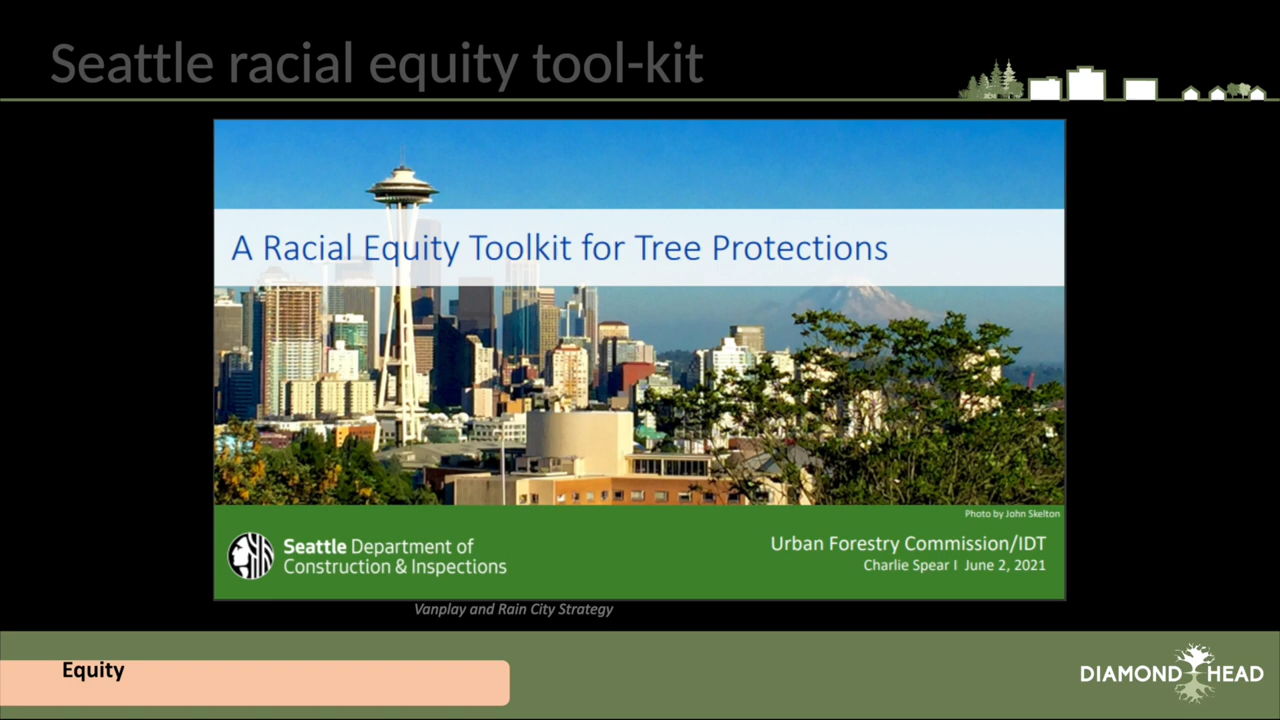 Seattle racial equity tool-kit
A Racial Equity Toolkit for Tree Protections
Photo by John Skelton
Seattle Department of
Construction & Inspections
Urban Forestry Commission/IDT
Charlie Spear I June 2, 2021
Vanplay and Rain City Strategy
Equity
DIAMOND HEAD